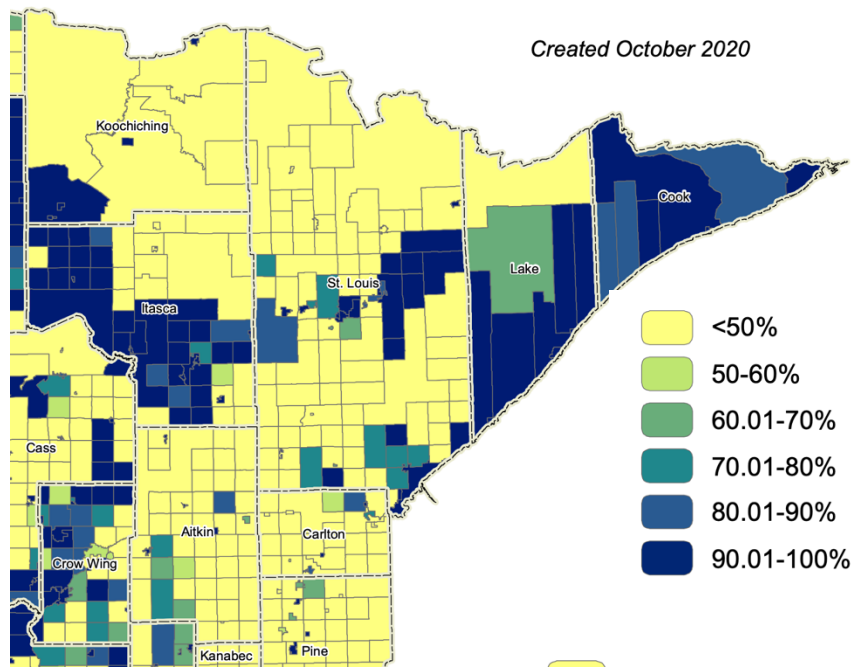 Created October 2020
Koochiching
Cook
Lake
St. Louis
Itasca
<50%
50-60%
60.01-70%
70.01-80%
80.01-90%
90.01-100%
Cass
Aitkin
Carlton
Crow Wing
Kanabec
Pine